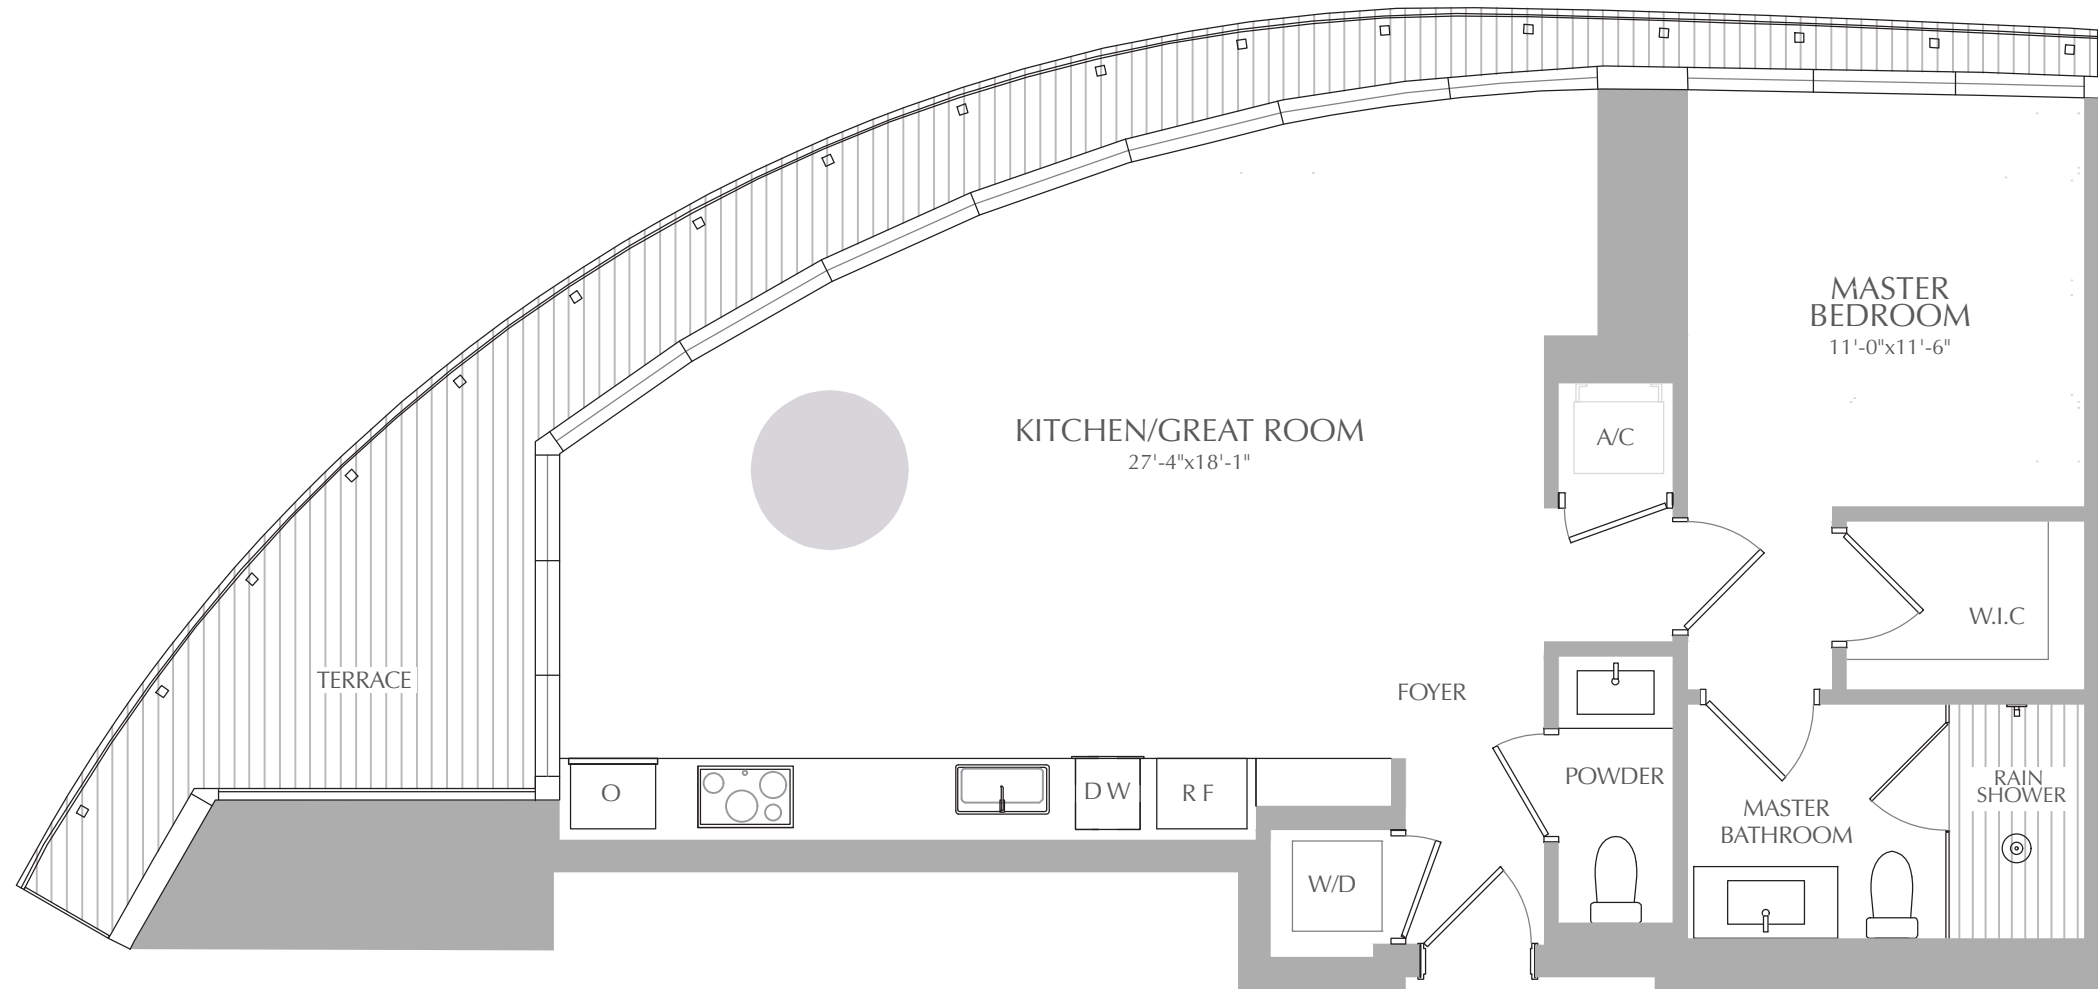 MASTER
BEDROOM
11'-0"x11'-6"
KITCHEN/GREAT ROOM
27'-4"x18'-1"
A/C
W.I.C
TERRACE
FOYER
POWDER
RAIN
SHOWER
MASTER
BATHROOM
O
DW
RF
W/D